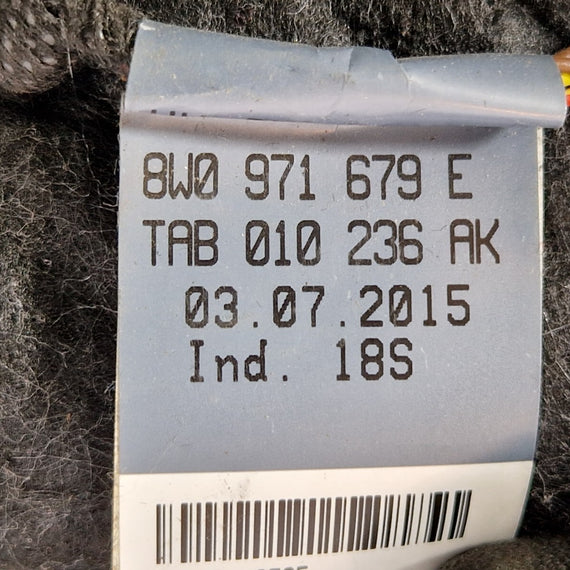 8W0 971 679 E
TAB 010 236 AK
03.07.2015
Ind. 18S